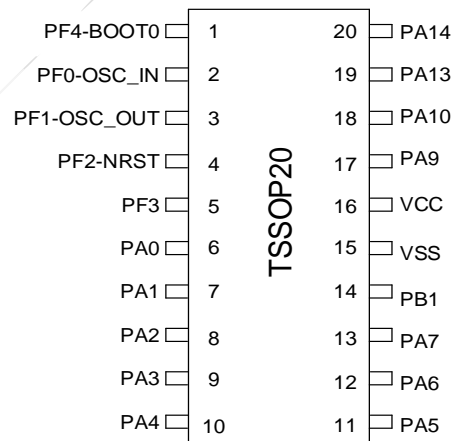 PF4-BOOT0 1 20 PA14
PF0-OSC_IN 2 19 PA13
PF1-OSC_OUT 3 18 PA10
PF2-NRST 4 17 PA9
PF3 5 16 VCC
PA0 6 15 VSS
PA1 7 14 PB1
PA2 8 13 PA7
PA3 9 12 PA6
PA4 10 11 PA5
TSSOP20